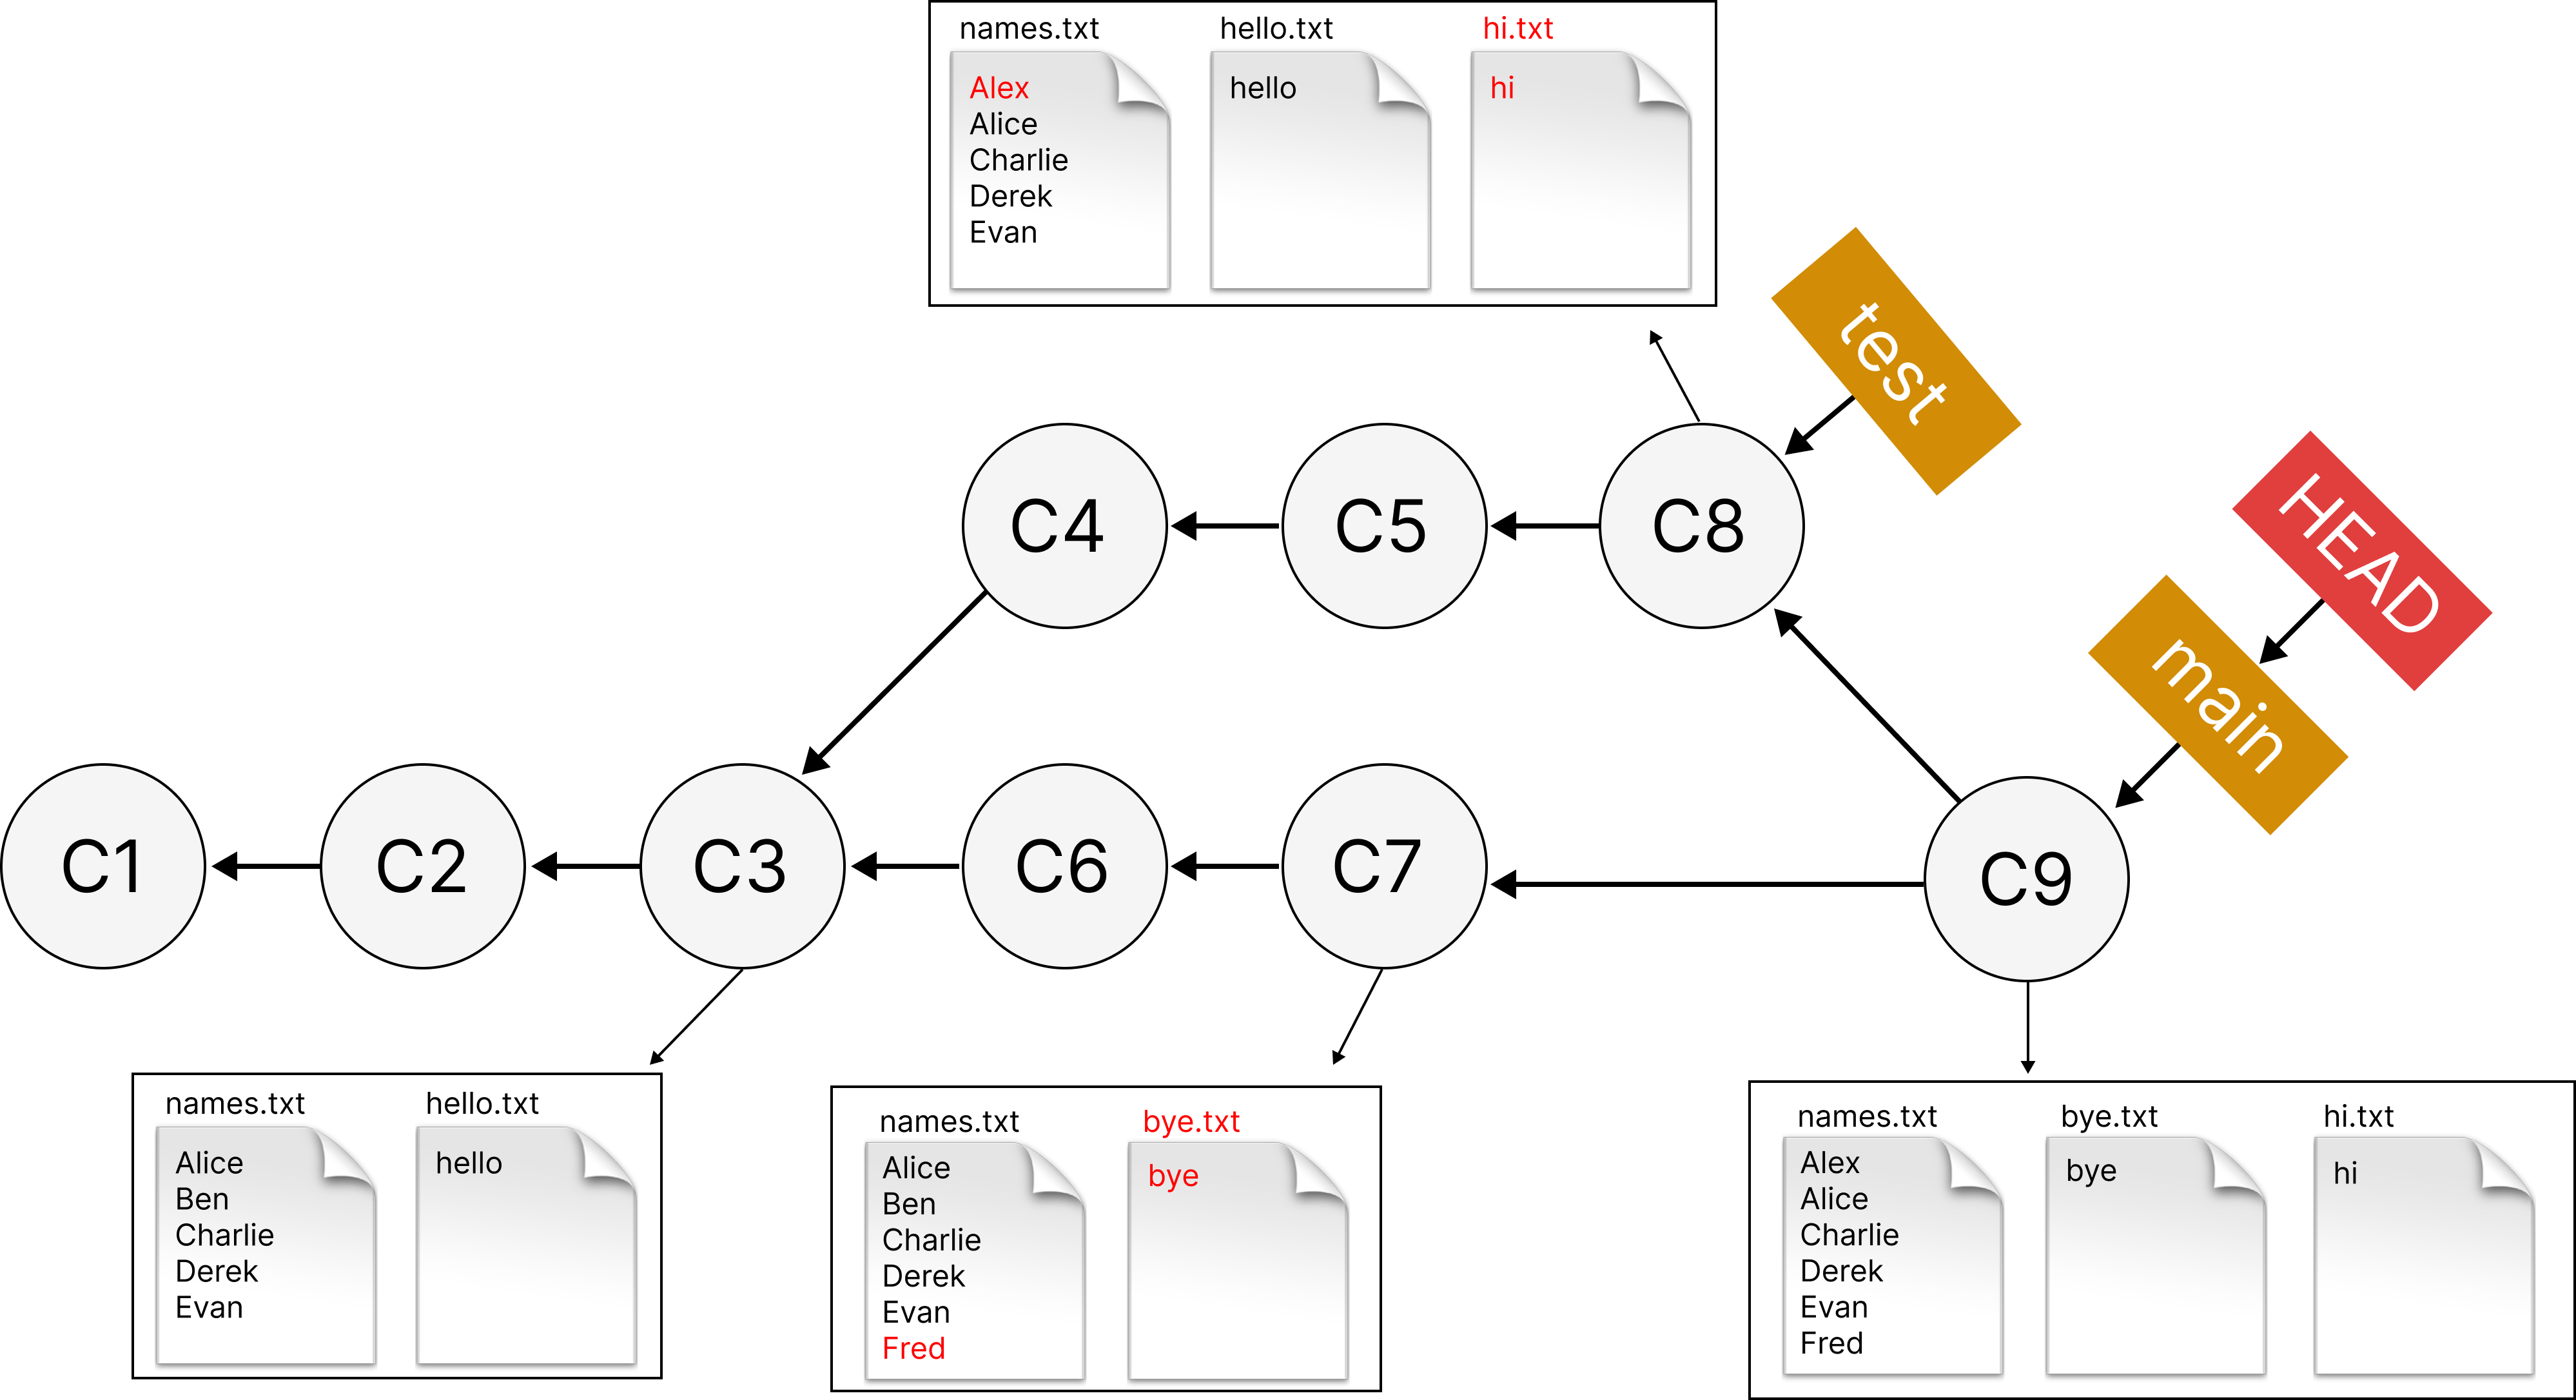 names.txt hello.txt hi.txt
Alex
Alice
Charlie
Derek
Evan
hello
hi
test
HEAD
main
C4 C5 C8
C1 C2 C3 C6 C7 C9
names.txt hello.txt
Alice
Ben
Charlie
Derek
Evan
hello
names.txt bye.txt
Alice
Ben
Charlie
Derek
Evan
Fred
bye
names.txt bye.txt hi.txt
Alex
Alice
Charlie
Derek
Evan
Fred
bye
hi